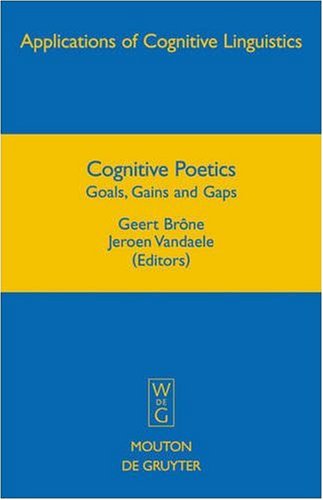 Applications of Cognitive Linguistics
Cognitive Poetics
Goals, Gains and Gaps
Geert Brône
Jeroen Vandaele
(Editors)
W
DE
G
MOUTON
DE GRUYTER